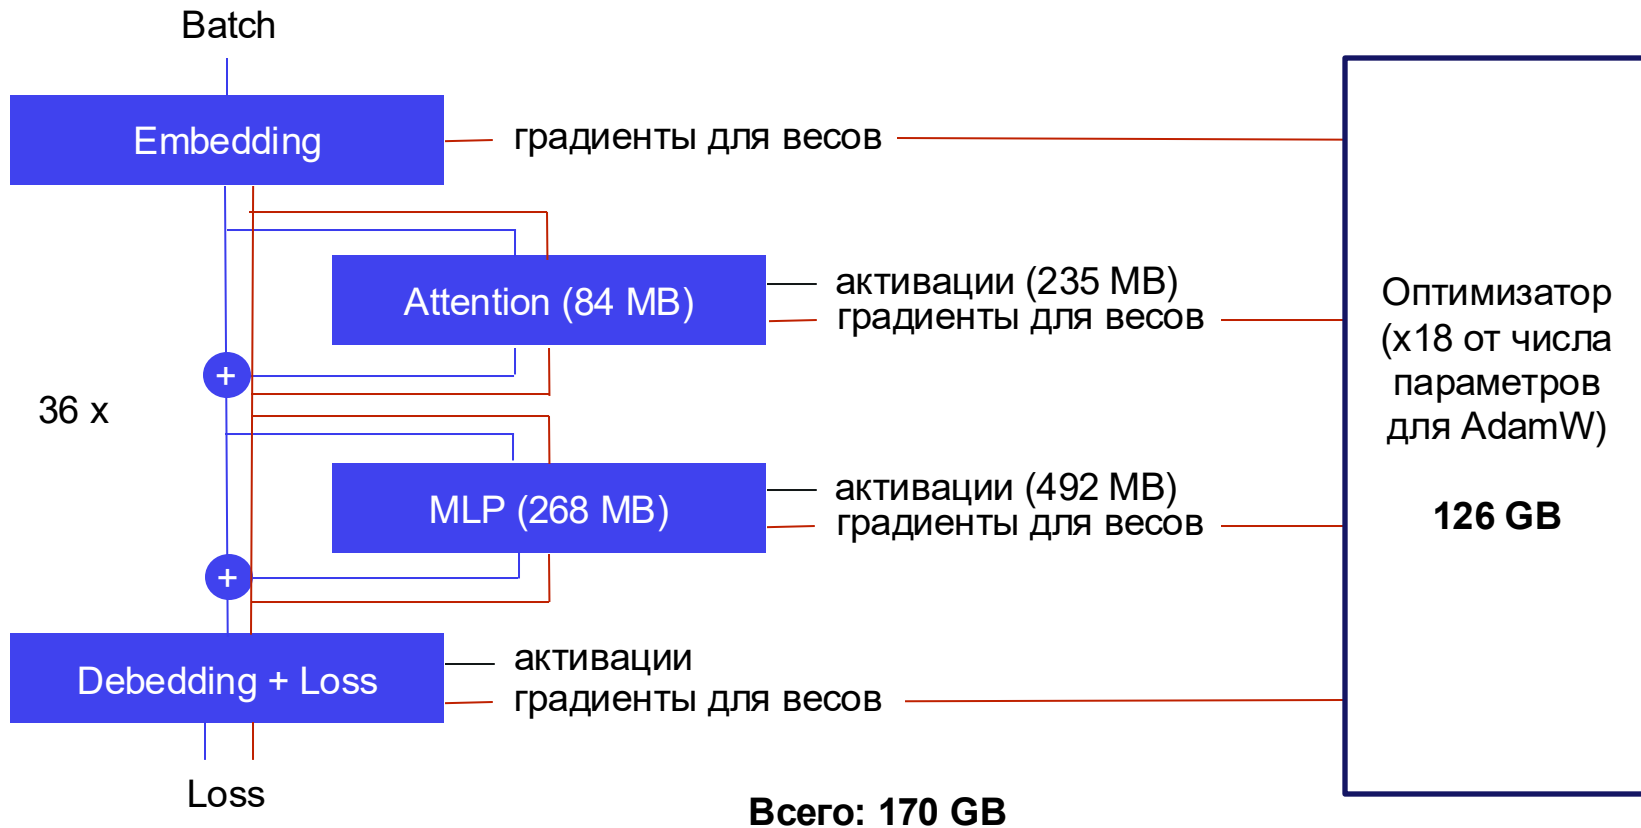 Batch
Embedding
градиенты для весов
Attention (84 MB)
активации (235 MB)
градиенты для весов
+
36 x
MLP (268 MB)
активации (492 MB)
градиенты для весов
+
Debedding + Loss
активации
градиенты для весов
Loss
Оптимизатор
(x18 от числа
параметров
для AdamW)
126 GB
Всего: 170 GB